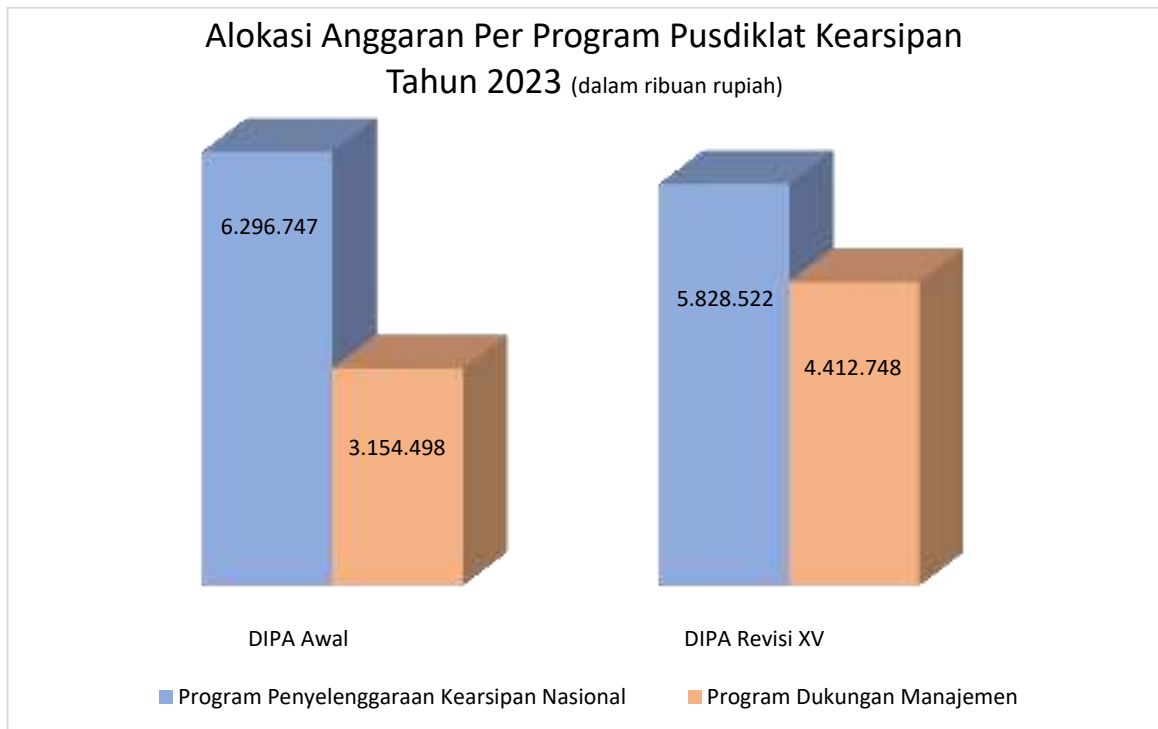 Alokasi Anggaran Per Program Pusdiklat Kearsipan
Tahun 2023 (dalam ribuan rupiah)
6.296.747
3.154.498
5.828.522
4.412.748
DIPA Awal
DIPA Revisi XV
Program Penyelenggaraan Kearsipan Nasional
Program Dukungan Manajemen